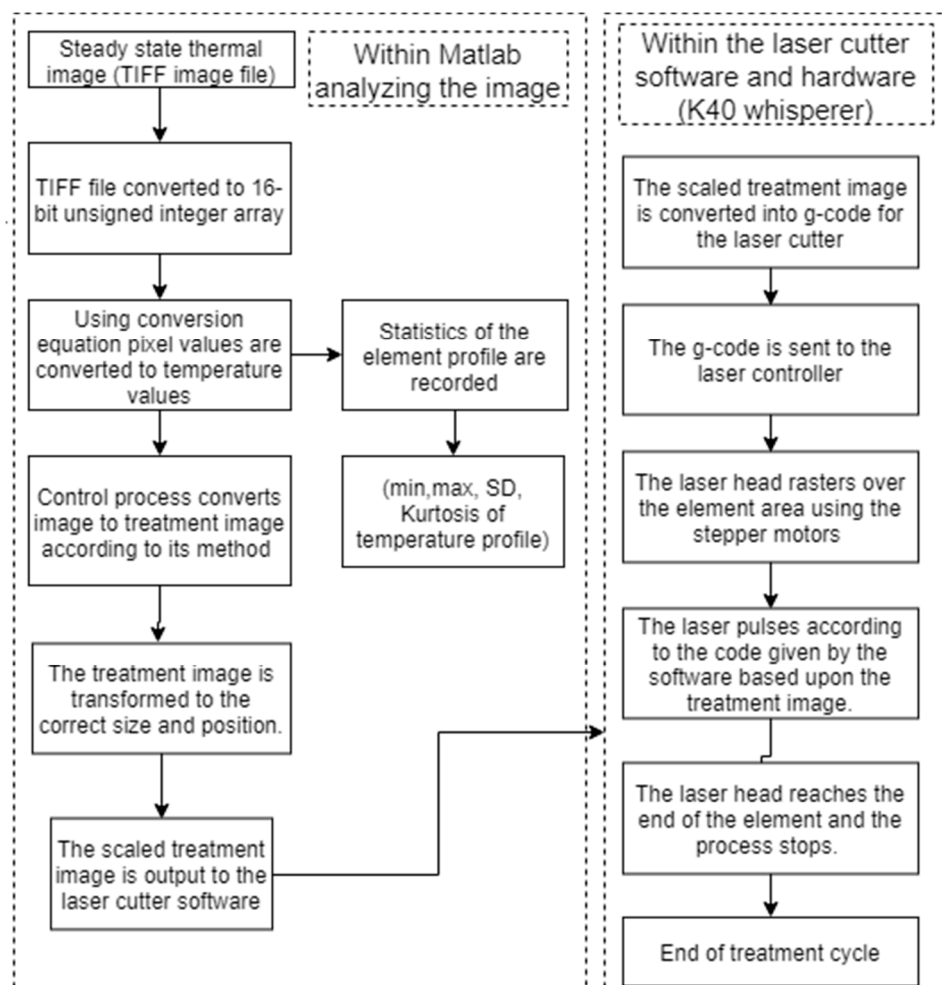 Steady state thermal
image (TIFF image file)
Within Matlab
analyzing the image
TIFF file converted to 16-
bit unsigned integer array
Using conversion
equation pixel values are
converted to temperature
values
Statistics of the
element profile are
recorded
Control process converts
image to treatment image
according to its method
(min,max, SD,
Kurtosis of
temperature profile)
The treatment image is
transformed to the
correct size and position.
The scaled treatment
image is output to the
laser cutter software
Within the laser cutter
software and hardware
(K40 whisperer)
The scaled treatment image
is converted into g-code for
the laser cutter
The g-code is sent to the
laser controller
The laser head rasters over
the element area using the
stepper motors
The laser pulses according
to the code given by the
software based upon the
treatment image.
The laser head reaches the
end of the element and the
process stops.
End of treatment cycle